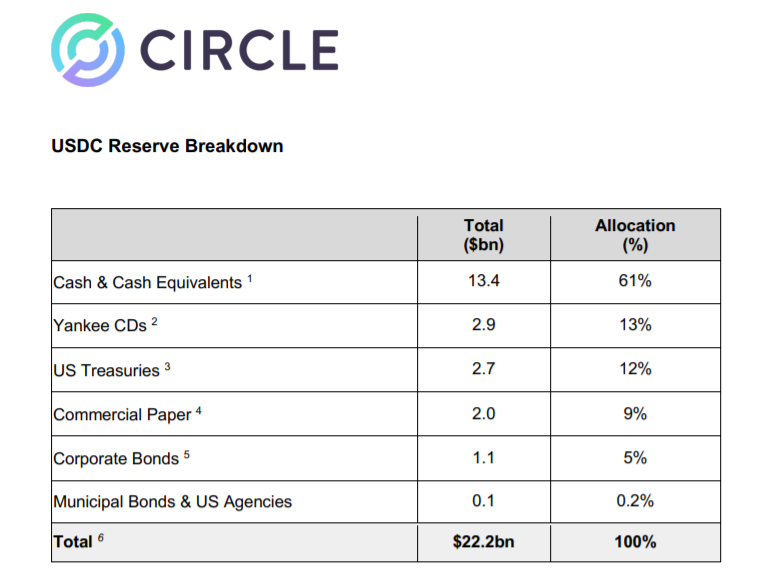 CIRCLE
USDC Reserve Breakdown
Total ($bn) Allocation (%)
Cash & Cash Equivalents 1 13.4 61%
Yankee CDs 2 2.9 13%
US Treasuries 3 2.7 12%
Commercial Paper 4 2.0 9%
Corporate Bonds 5 1.1 5%
Municipal Bonds & US Agencies 0.1 0.2%
Total 6 $22.2bn 100%